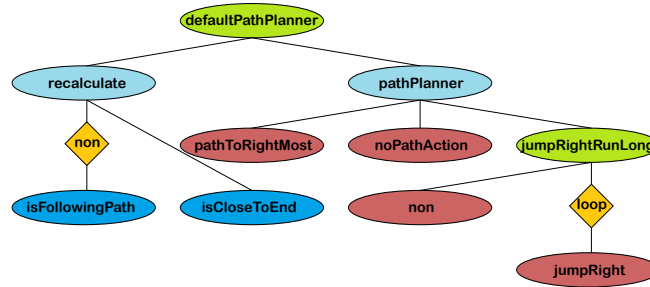 defaultPathPlanner
recalculate
pathPlanner
non
pathToRightMost
noPathAction
jumpRightRunLong
isFollowingPath
isCloseToEnd
non
loop
jumpRight